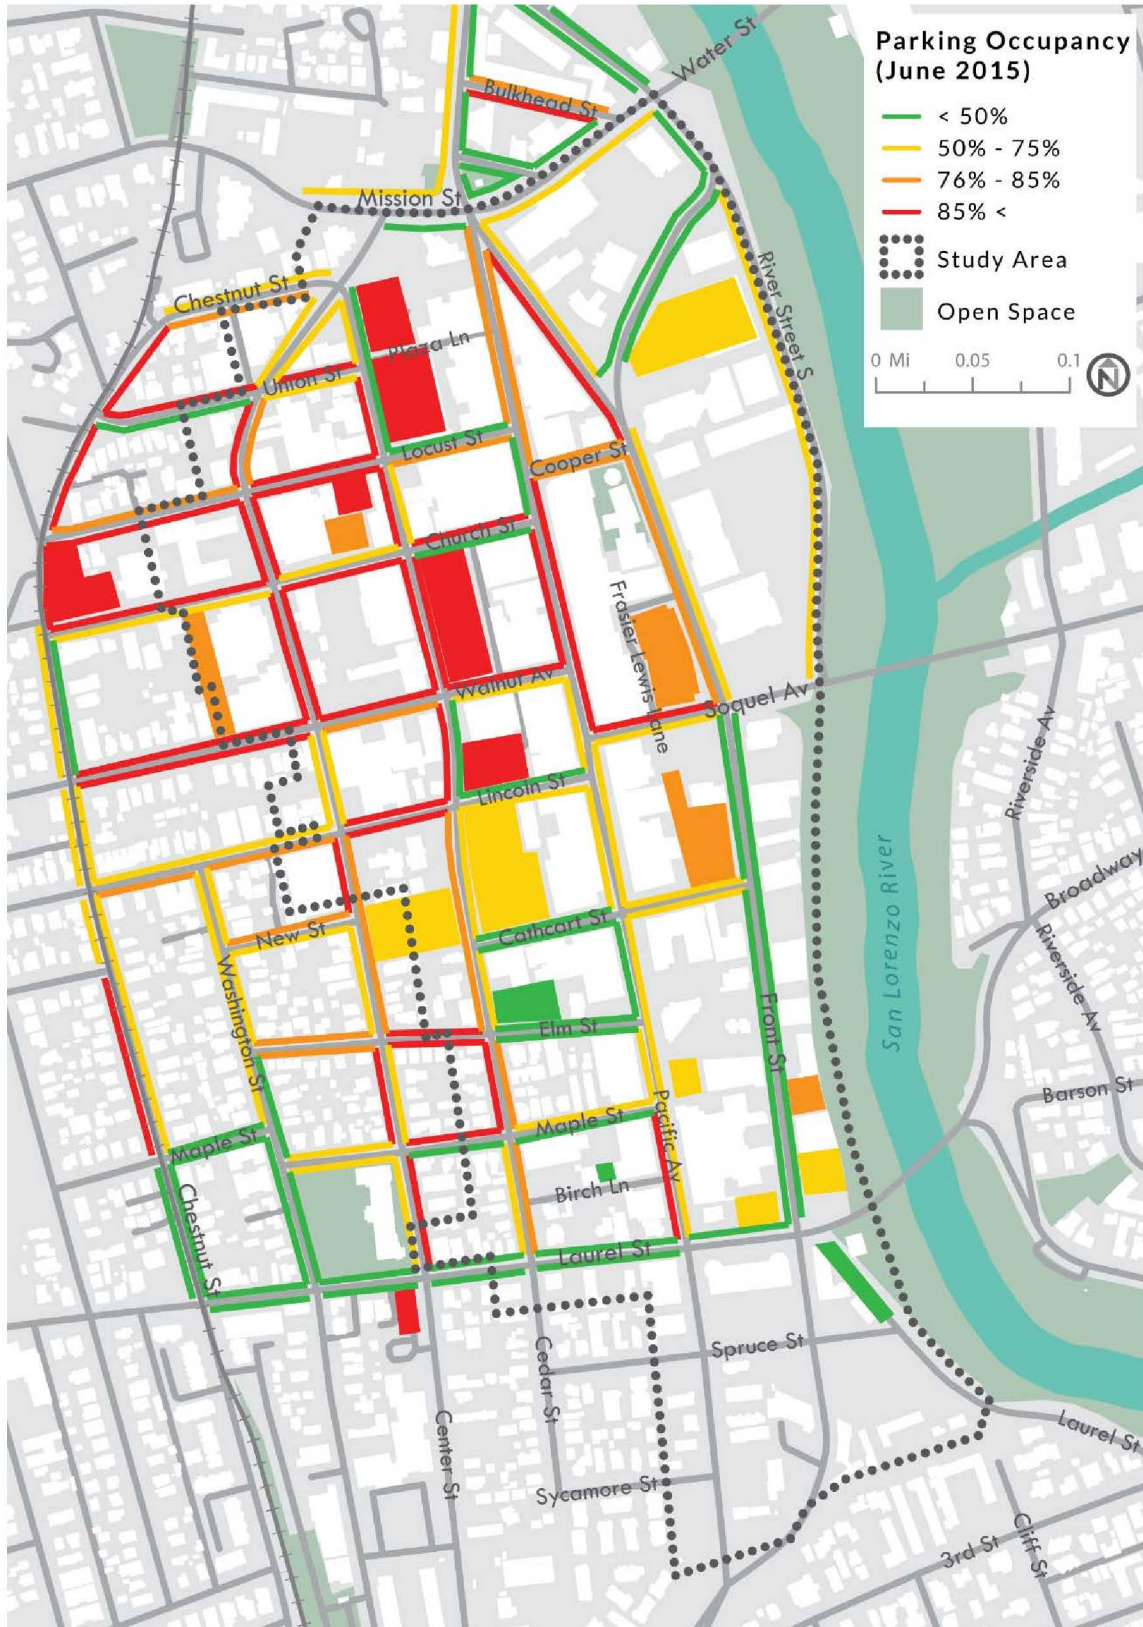 Parking Occupancy
(June 2015)
< 50%
50% - 75%
76% - 85%
85% <
Study Area
Open Space
0 Mi
0.05
0.1
N
Water St
Bulkhead St
Mission St
River Street S
Chestnut St
Plaza Ln
Union St
Locust St
Cooper St
Church St
Frasier Lewis Lane
Walnut Av
Soquel Av
Riverside Av
Lincoln St
San Lorenzo River
Broadway
Cathcart St
New St
Riverside Av
Washington St
Front St
Elm St
Barson St
Pacific Av
Maple St
Maple St
Birch Ln
Chestnut St
Laurel St
Spruce St
Cedar St
Center St
Laurel St
Sycamore St
Cliff St
3rd St